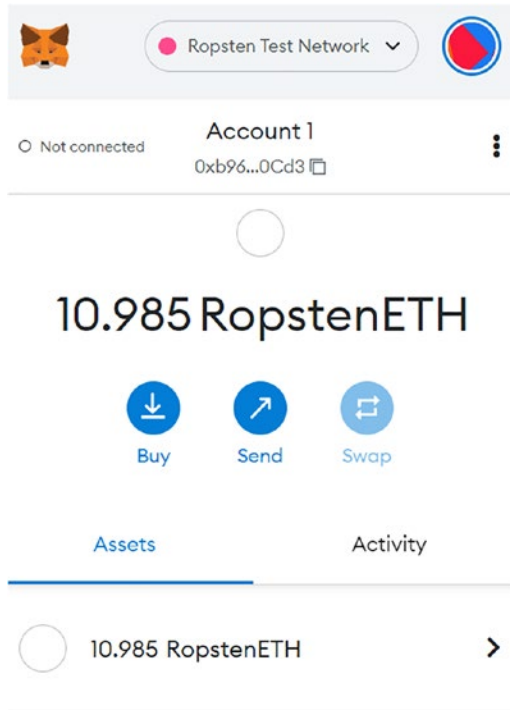 Ropsten Test Network
Not connected
Account 1
0xb96...0Cd3
10.985 RopstenETH
Buy
Send
Swap
Assets
Activity
10.985 RopstenETH